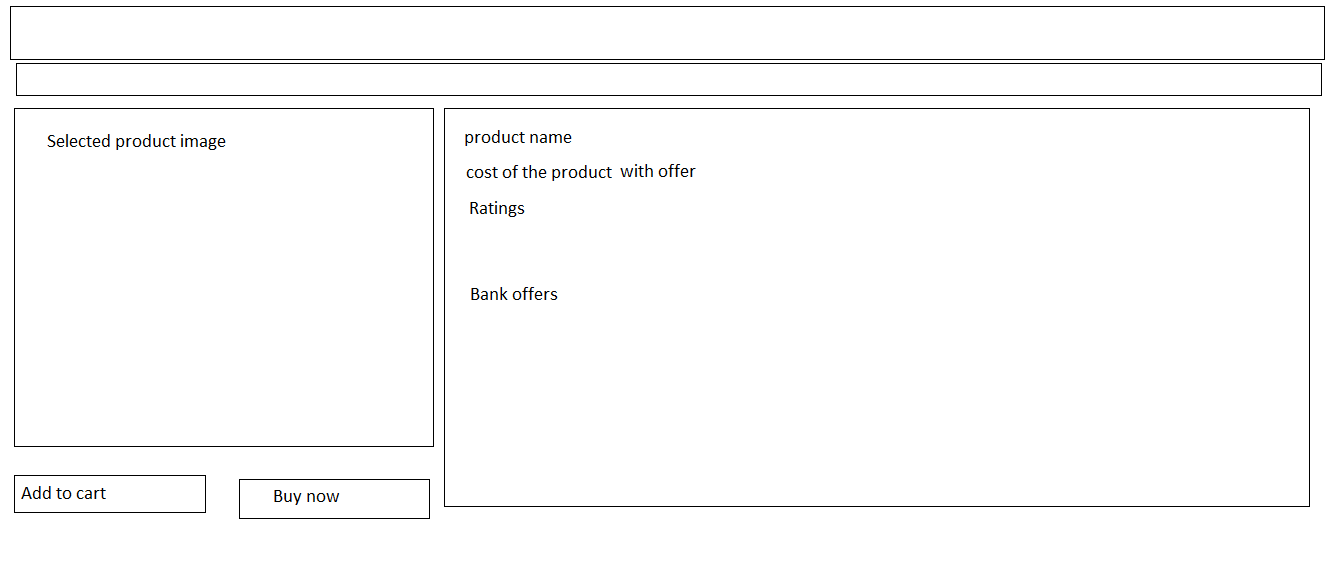 Selected product image
product name
cost of the product with offer
Ratings
Bank offers
Add to cart
Buy now